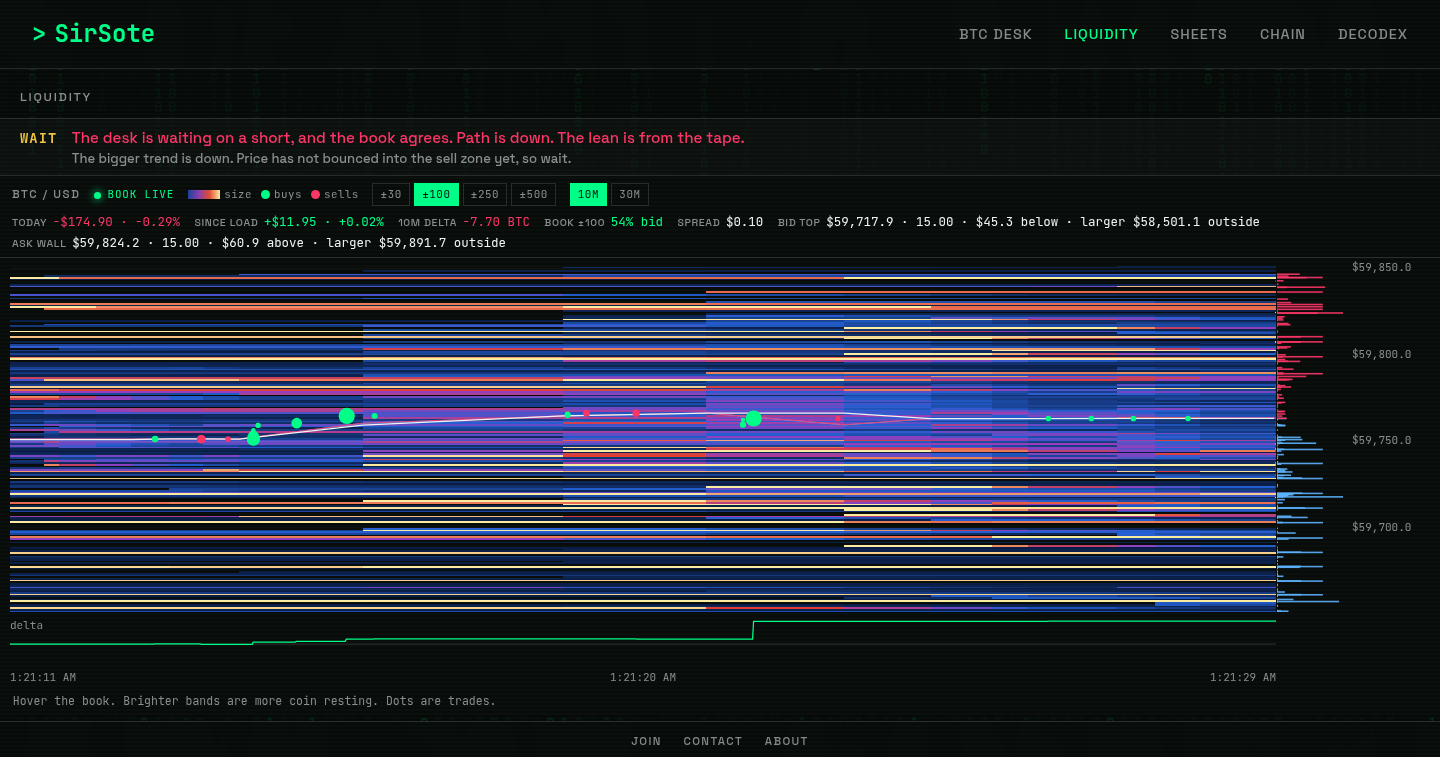 > SirSote
BTC DESK LIQUIDITY SHEETS CHAIN DECODEX
LIQUIDITY
WAIT The desk is waiting on a short, and the book agrees. Path is down. The lean is from the tape.
The bigger trend is down. Price has not bounced into the sell zone yet, so wait.
BTC / USD BOOK LIVE size buys sells ±30 ±100 ±250 ±500 10M 30M
TODAY -$174.90 · -0.29% SINCE LOAD +$11.95 · +0.02% 10M DELTA -7.70 BTC BOOK ±100 54% bid SPREAD $0.10 BID TOP $59,717.9 · 15.00 · $45.3 below · larger $58,501.1 outside
ASK WALL $59,824.2 · 15.00 · $60.9 above · larger $59,891.7 outside
$59,850.0
$59,800.0
$59,750.0
$59,700.0
delta
1:21:11 AM 1:21:20 AM 1:21:29 AM
Hover the book. Brighter bands are more coin resting. Dots are trades.
JOIN CONTACT ABOUT